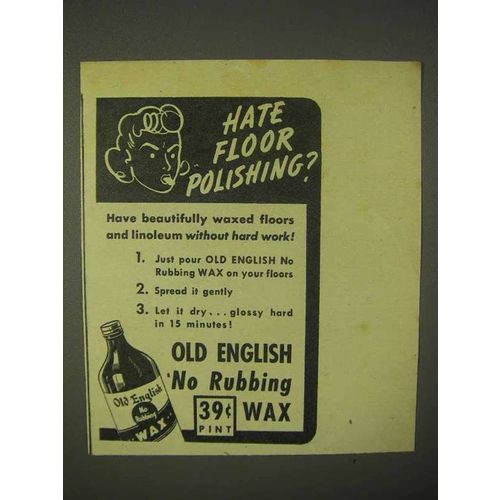 HATE
FLOOR
POLISHING?
Have beautifully waxed floors
and linoleum without hard work!
1. Just pour OLD ENGLISH No
Rubbing WAX on your floors
2. Spread it gently
3. Let it dry... glossy hard
in 15 minutes!
OLD ENGLISH
No Rubbing
39¢
PINT
WAX
Old English
No
Rubbing
WAX